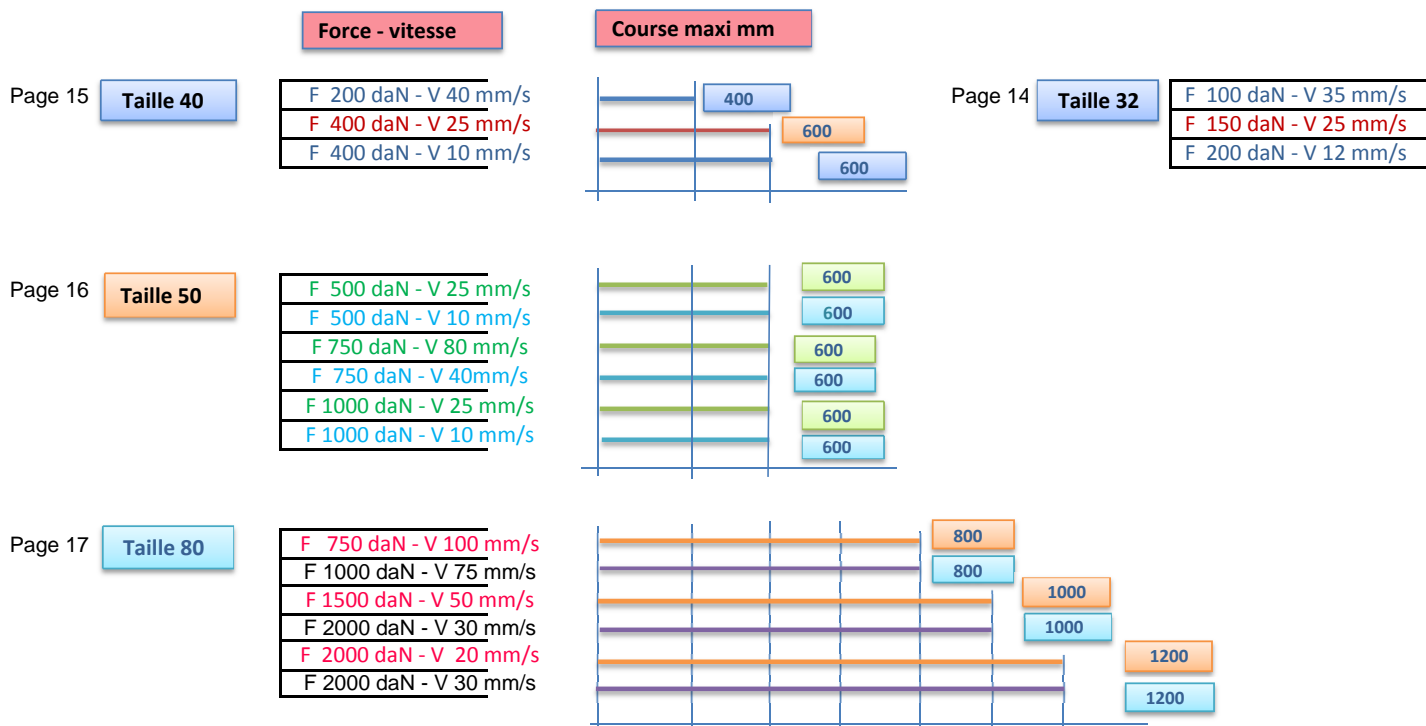 Force - vitesse
Course maxi mm
Page 15 Taille 40
F 200 daN - V 40 mm/s 400
F 400 daN - V 25 mm/s 600
F 400 daN - V 10 mm/s 600
Page 14 Taille 32
F 100 daN - V 35 mm/s
F 150 daN - V 25 mm/s
F 200 daN - V 12 mm/s
Page 16 Taille 50
F 500 daN - V 25 mm/s 600
F 500 daN - V 10 mm/s 600
F 750 daN - V 80 mm/s 600
F 750 daN - V 40mm/s 600
F 1000 daN - V 25 mm/s 600
F 1000 daN - V 10 mm/s 600
Page 17 Taille 80
F 750 daN - V 100 mm/s 800
F 1000 daN - V 75 mm/s 800
F 1500 daN - V 50 mm/s 1000
F 2000 daN - V 30 mm/s 1000
F 2000 daN - V 20 mm/s 1200
F 2000 daN - V 30 mm/s 1200